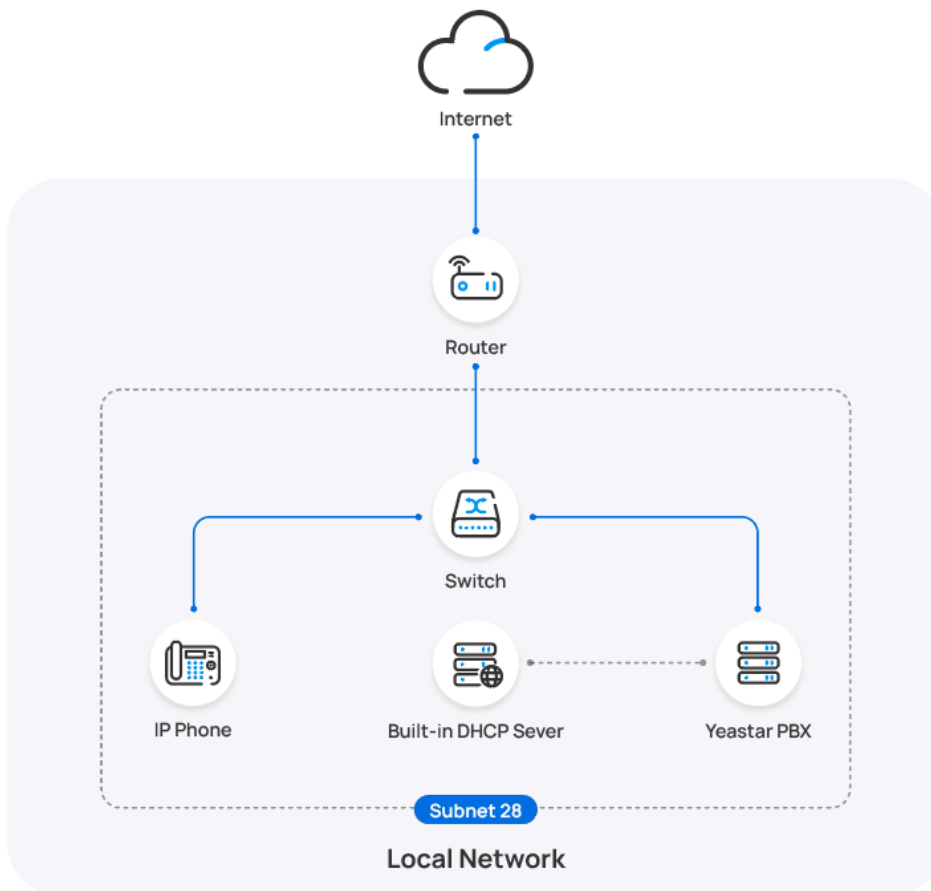 Internet
Router
Switch
IP Phone
Built-in DHCP Sever
Yeastar PBX
Subnet 28
Local Network